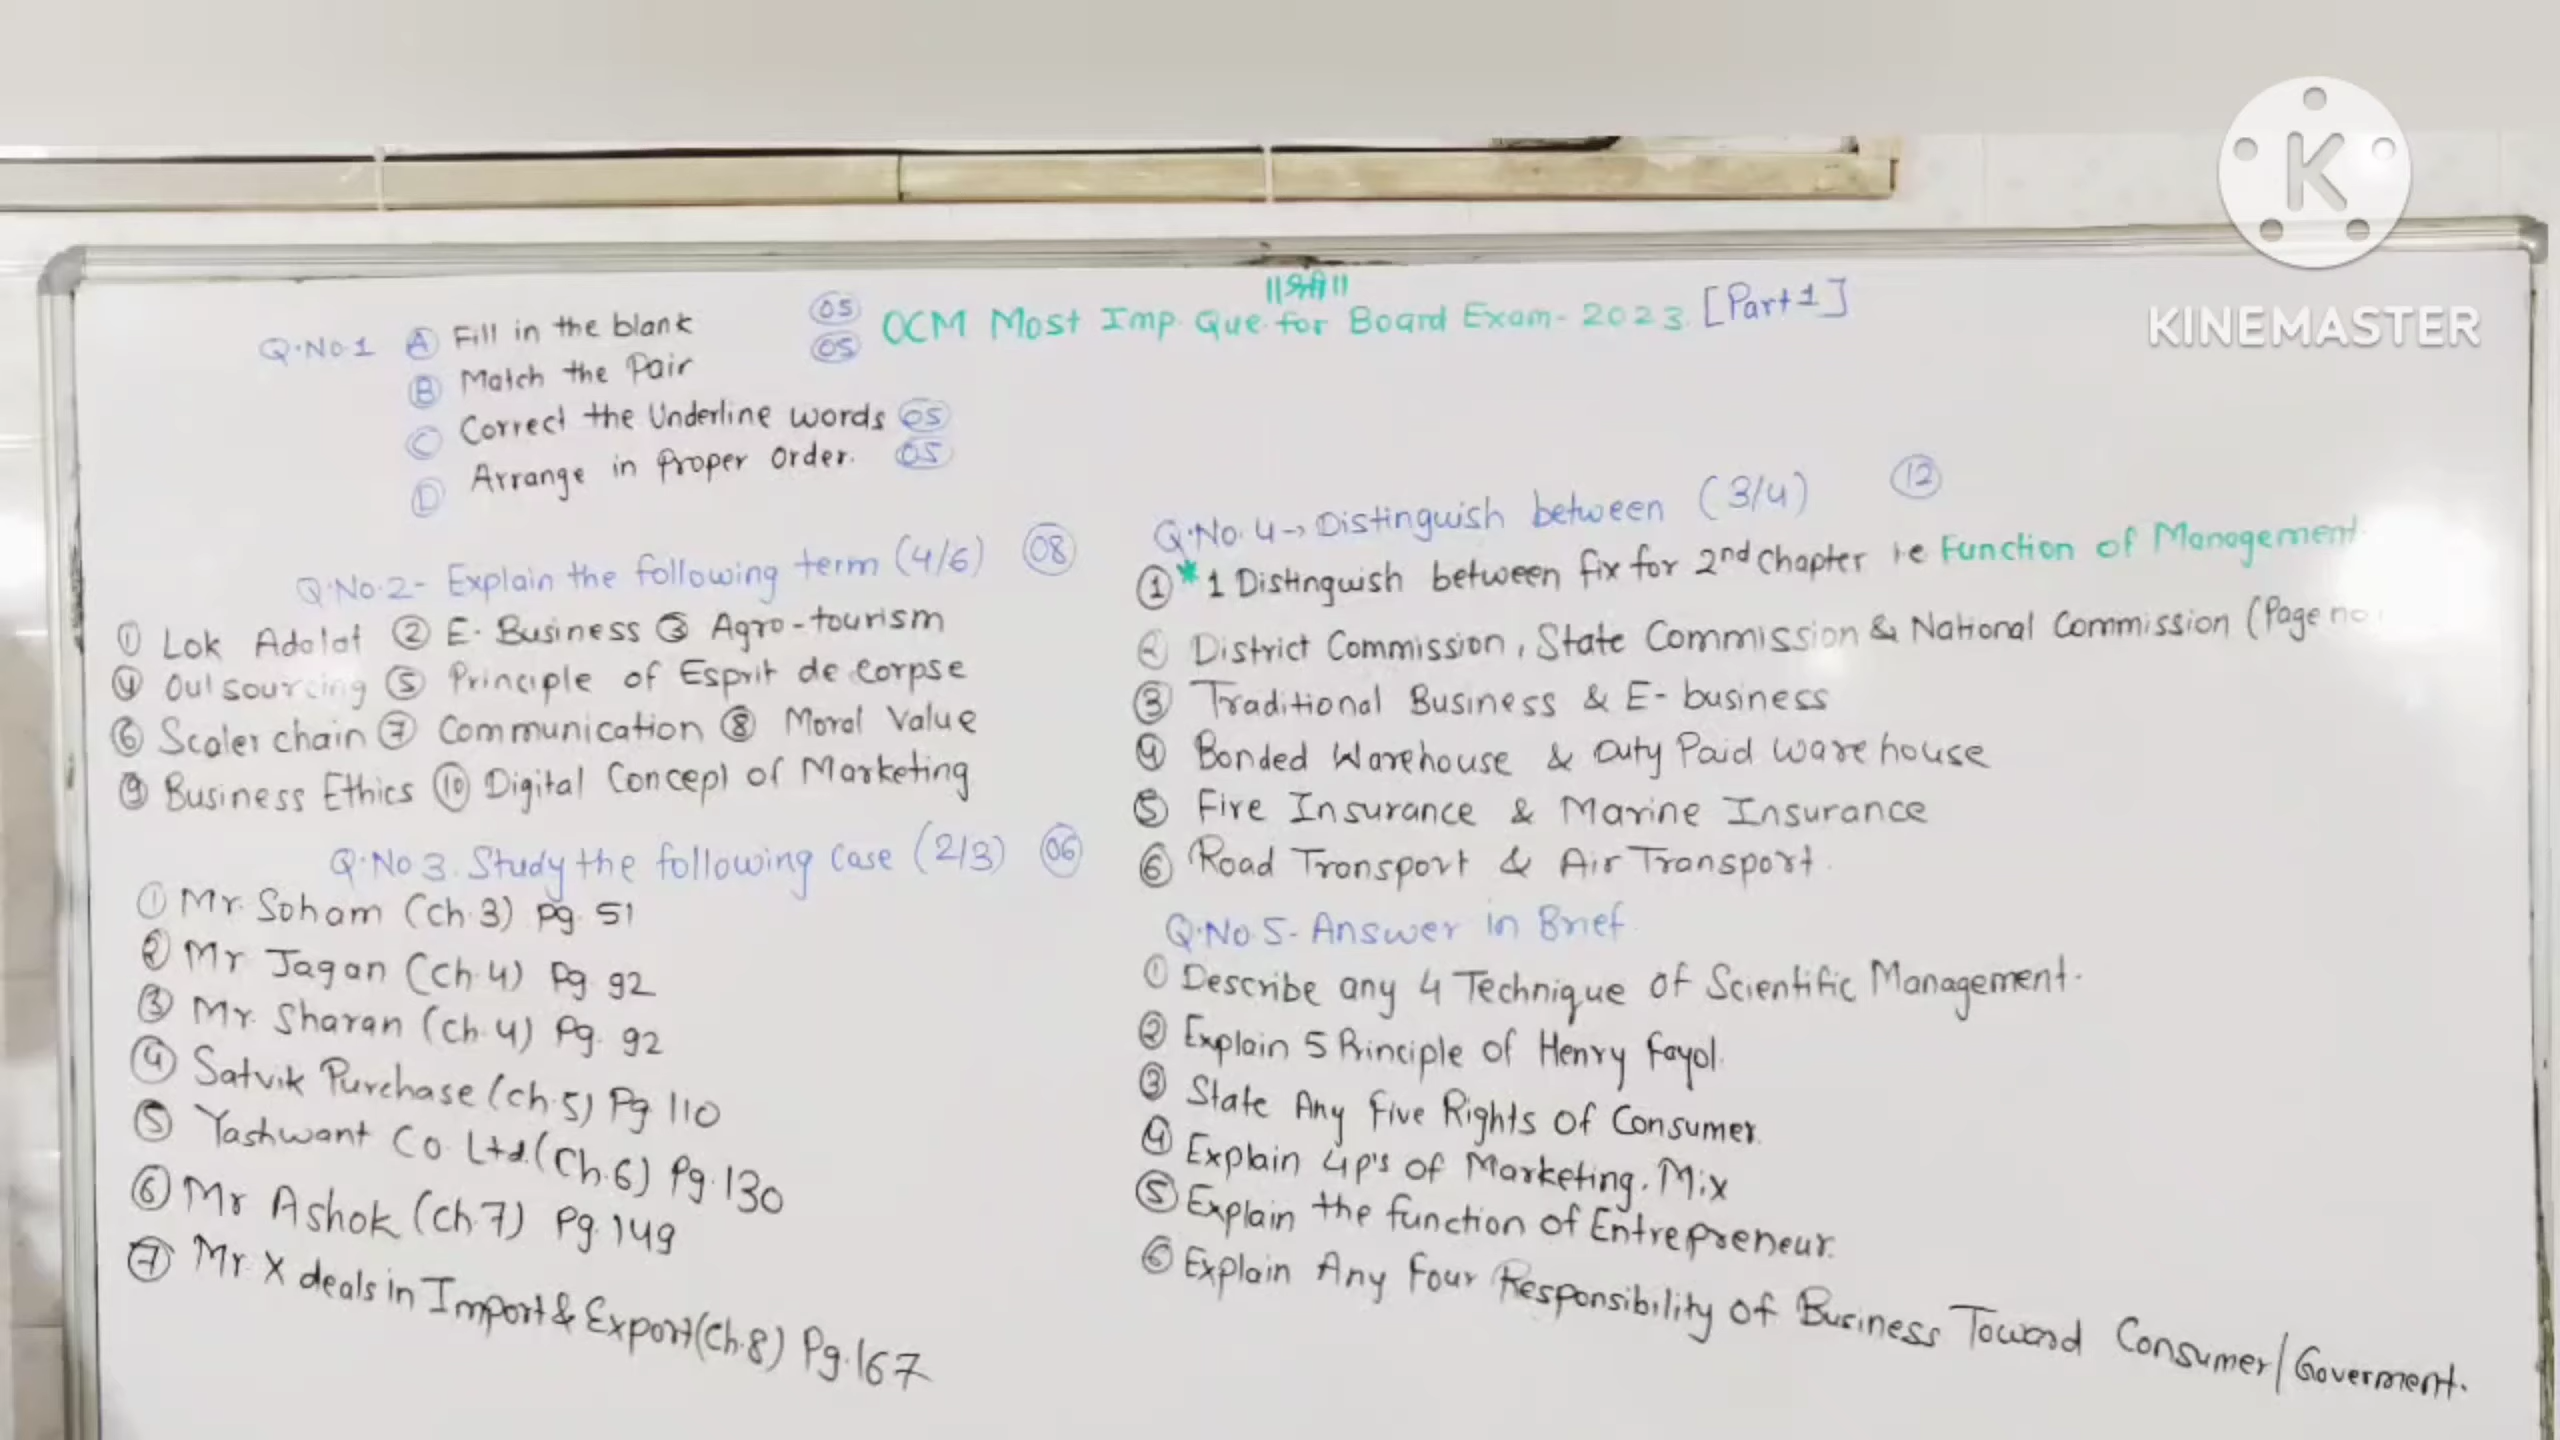 ॥श्री॥
OCM Most Imp. Que. for Board Exam - 2023. [Part 1]
Q.No.1 A Fill in the blank 05
B Match the Pair 05
C Correct the Underline words 05
D Arrange in Proper Order. 05
Q.No.2- Explain the following term (4/6) 08
1 Lok Adalat 2 E. Business 3 Agro-tourism
4 Outsourcing 5 Principle of Esprit de corpse
6 Scaler chain 7 Communication 8 Moral Value
9 Business Ethics 10 Digital Concept of Marketing
Q.No 3. Study the following Case (2/3) 06
1 Mr. Soham (Ch.3) Pg. 51
2 Mr Jagan (Ch.4) Pg. 92
3 Mr. Sharan (Ch.4) Pg. 92
4 Satvik Purchase (Ch.5) Pg 110
5 Yashwant Co. Ltd. (Ch.6) Pg. 130
6 Mr Ashok (Ch.7) Pg. 149
7 Mr. X deals in Import & Export (Ch.8) Pg. 167
Q.No. 4 → Distinguish between (3/4) 12
1 * 1 Distinguish between fix for 2nd Chapter ie Function of Management.
2 District Commission, State Commission & National Commission (Page no.
3 Traditional Business & E-business
4 Bonded Warehouse & Duty Paid warehouse
5 Fire Insurance & Marine Insurance
6 Road Transport & Air Transport.
Q.No 5- Answer in Brief.
1 Describe any 4 Technique of Scientific Management.
2 Explain 5 Principle of Henry Fayol.
3 State Any five Rights of Consumer.
4 Explain 4p's of Marketing. Mix
5 Explain the function of Entrepreneur.
6 Explain Any four Responsibility of Business Toward Consumer/Goverment.
K
KINEMASTER